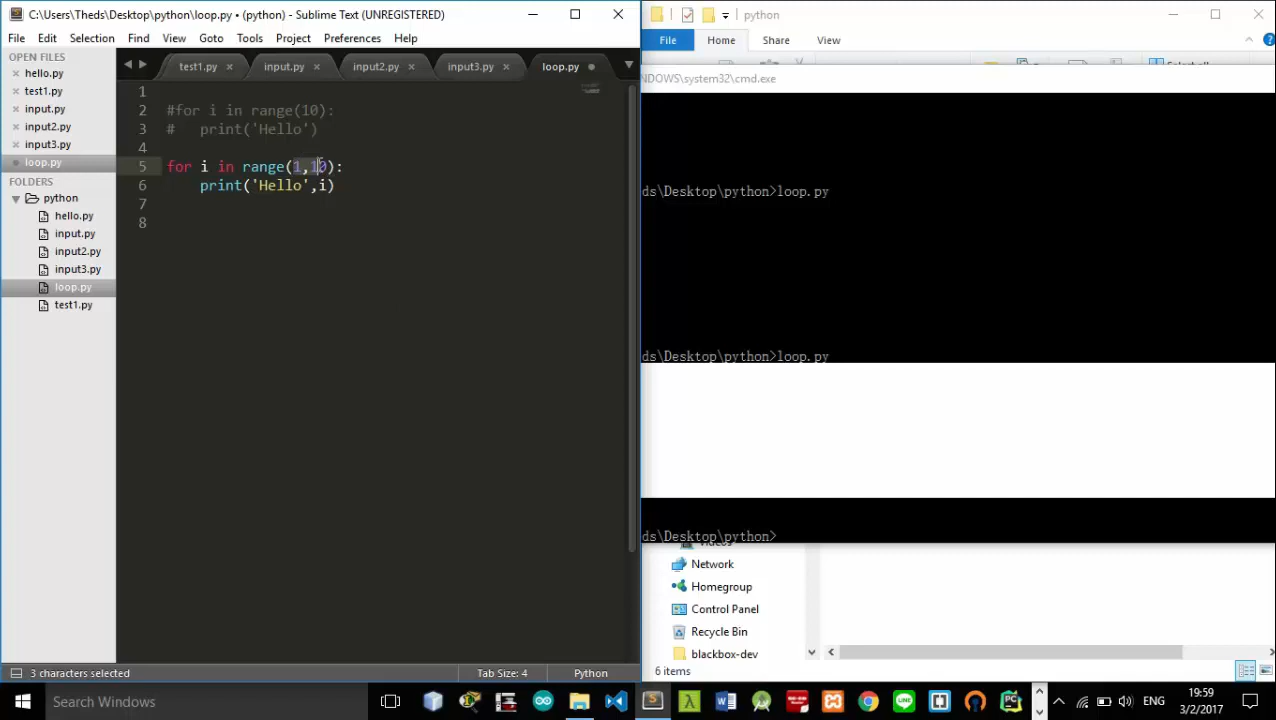 C:\Users\Theds\Desktop\python\loop.py • (python) - Sublime Text (UNREGISTERED)
File Edit Selection Find View Goto Tools Project Preferences Help
OPEN FILES
hello.py
test1.py
input.py
input2.py
input3.py
loop.py
FOLDERS
python
hello.py
input.py
input2.py
input3.py
loop.py
test1.py
test1.py input.py input2.py input3.py loop.py
1
2 #for i in range(10):
3 # print('Hello')
4
5 for i in range(1,10):
6 print('Hello',i)
7
8
3 characters selected Tab Size: 4 Python
python
File Home Share View
Select all
NDOWS\system32\cmd.exe
ds\Desktop\python>loop.py
ds\Desktop\python>loop.py
ds\Desktop\python>
Videos
Network
Homegroup
Control Panel
Recycle Bin
blackbox-dev
6 items
Search Windows
ENG
19:59
3/2/2017